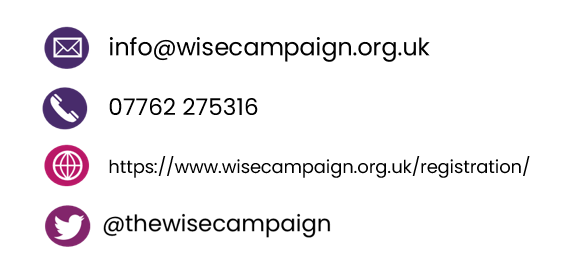 info@wisecampaign.org.uk
07762 275316
https://www.wisecampaign.org.uk/registration/
@thewisecampaign